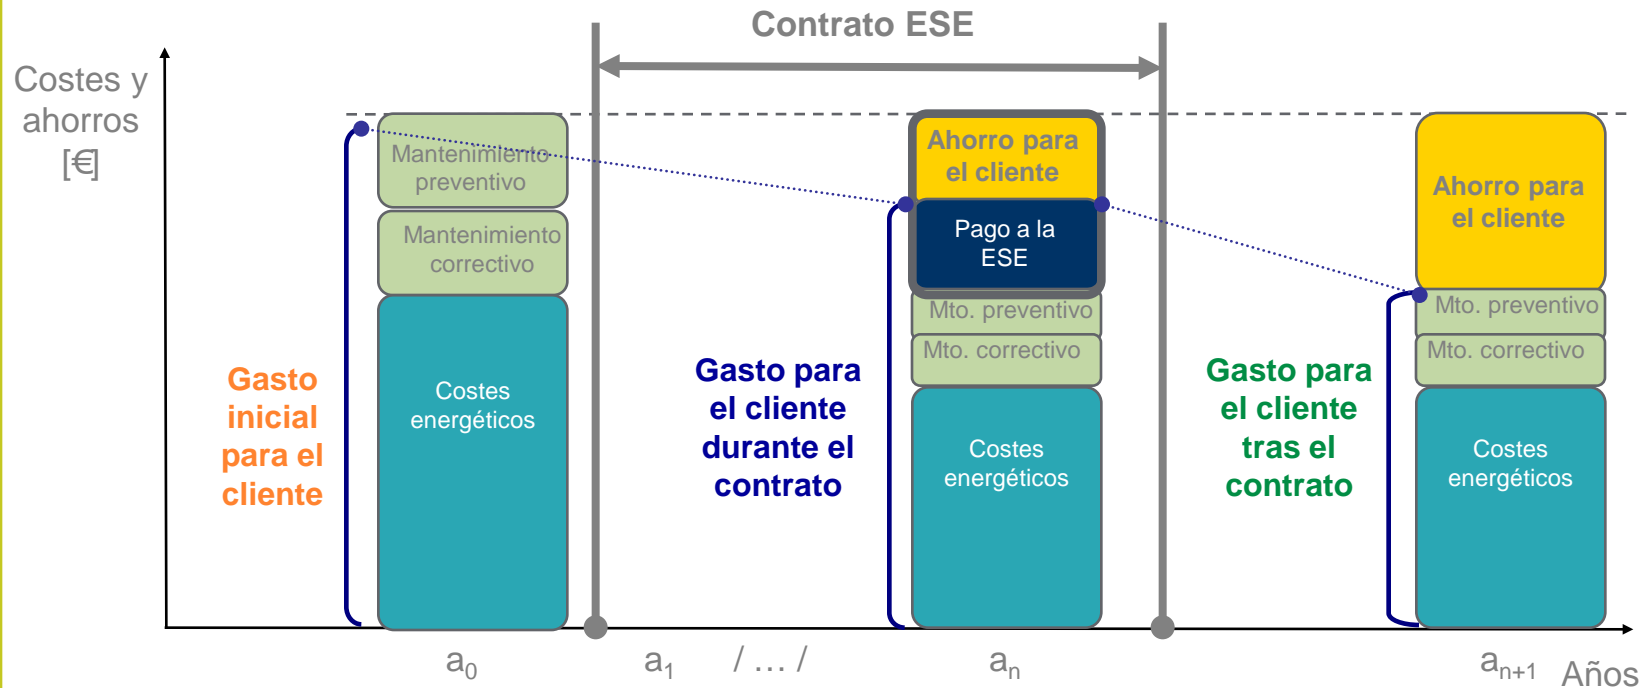 Contrato ESE
Costes y
ahorros
[€]
Mantenimiento
preventivo
Mantenimiento
correctivo
Costes
energéticos
Gasto
inicial
para el
cliente
Ahorro para
el cliente
Pago a la
ESE
Mto. preventivo
Mto. correctivo
Costes
energéticos
Gasto para
el cliente
durante el
contrato
Ahorro para
el cliente
Mto. preventivo
Mto. correctivo
Costes
energéticos
Gasto para
el cliente
tras el
contrato
a0
a1
/ ... /
an
an+1
Años